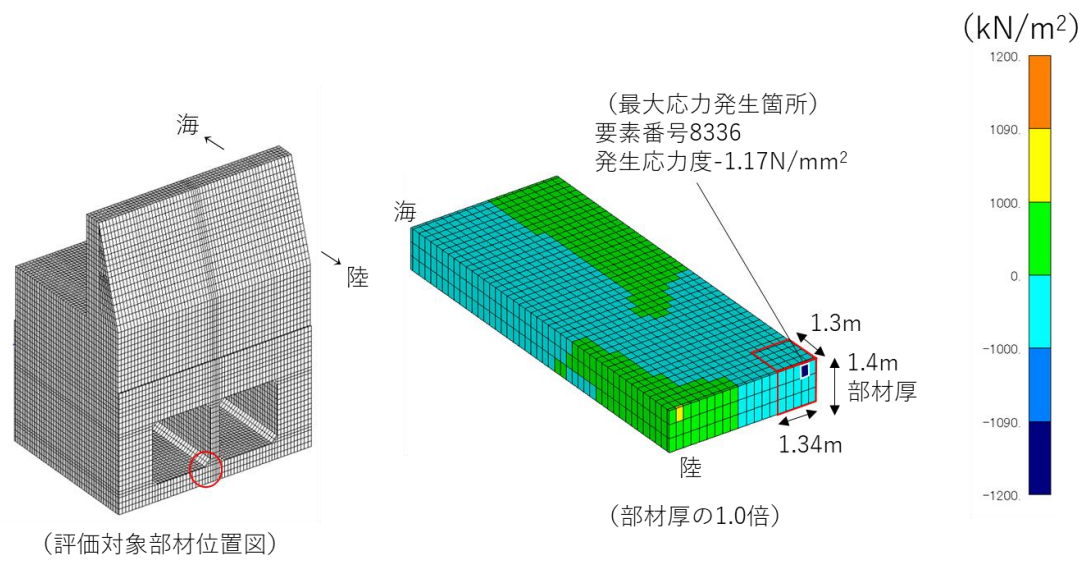 (kN/m²)
1200.
1090.
1000.
0.
-1000.
-1090.
-1200.
（最大応力発生箇所）
要素番号8336
発生応力度-1.17N/mm²
海
陸
（評価対象部材位置図）
海
1.3m
1.4m
部材厚
1.34m
陸
（部材厚の1.0倍）